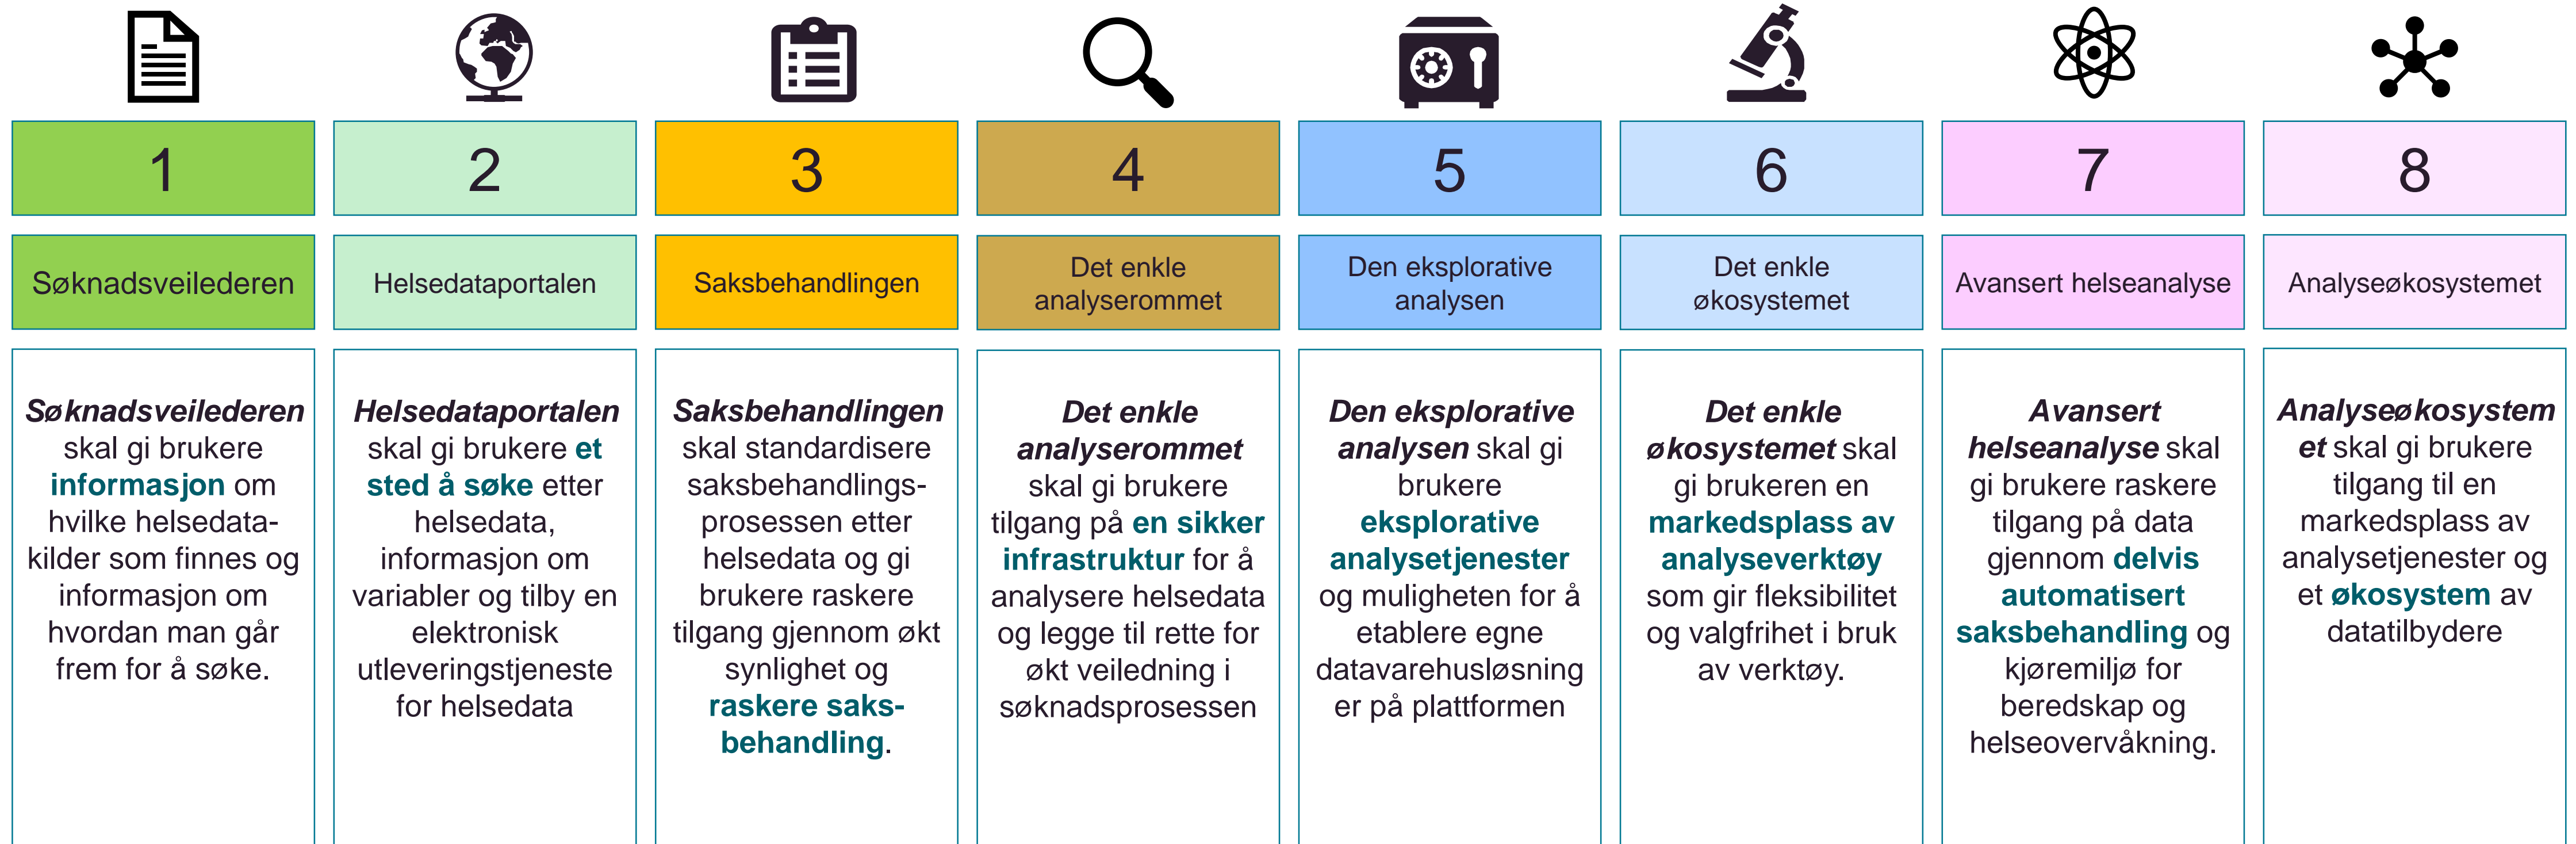 1
2
3
4
5
6
7
8
Søknadsveilederen
Helsedataportalen
Saksbehandlingen
Det enkle
analyserommet
Den eksplorative
analysen
Det enkle
økosystemet
Avansert helseanalyse
Analyseøkosystemet
Søknadsveilederen
skal gi brukere
informasjon om
hvilke helsedata-
kilder som finnes og
informasjon om
hvordan man går
frem for å søke.
Helsedataportalen
skal gi brukere et
sted å søke etter
helsedata,
informasjon om
variabler og tilby en
elektronisk
utleveringstjeneste
for helsedata
Saksbehandlingen
skal standardisere
saksbehandlings-
prosessen etter
helsedata og gi
brukere raskere
tilgang gjennom økt
synlighet og
raskere saks-
behandling.
Det enkle
analyserommet
skal gi brukere
tilgang på en sikker
infrastruktur for å
analysere helsedata
og legge til rette for
økt veiledning i
søknadsprosessen
Den eksplorative
analysen skal gi
brukere
eksplorative
analysetjenester
og muligheten for å
etablere egne
datavarehusløsning
er på plattformen
Det enkle
økosystemet skal
gi brukeren en
markedsplass av
analyseverktøy
som gir fleksibilitet
og valgfrihet i bruk
av verktøy.
Avansert
helseanalyse skal
gi brukere raskere
tilgang på data
gjennom delvis
automatisert
saksbehandling og
kjøremiljø for
beredskap og
helseovervåkning.
Analyseøkosystem
et skal gi brukere
tilgang til en
markedsplass av
analysetjenester og
et økosystem av
datatilbydere